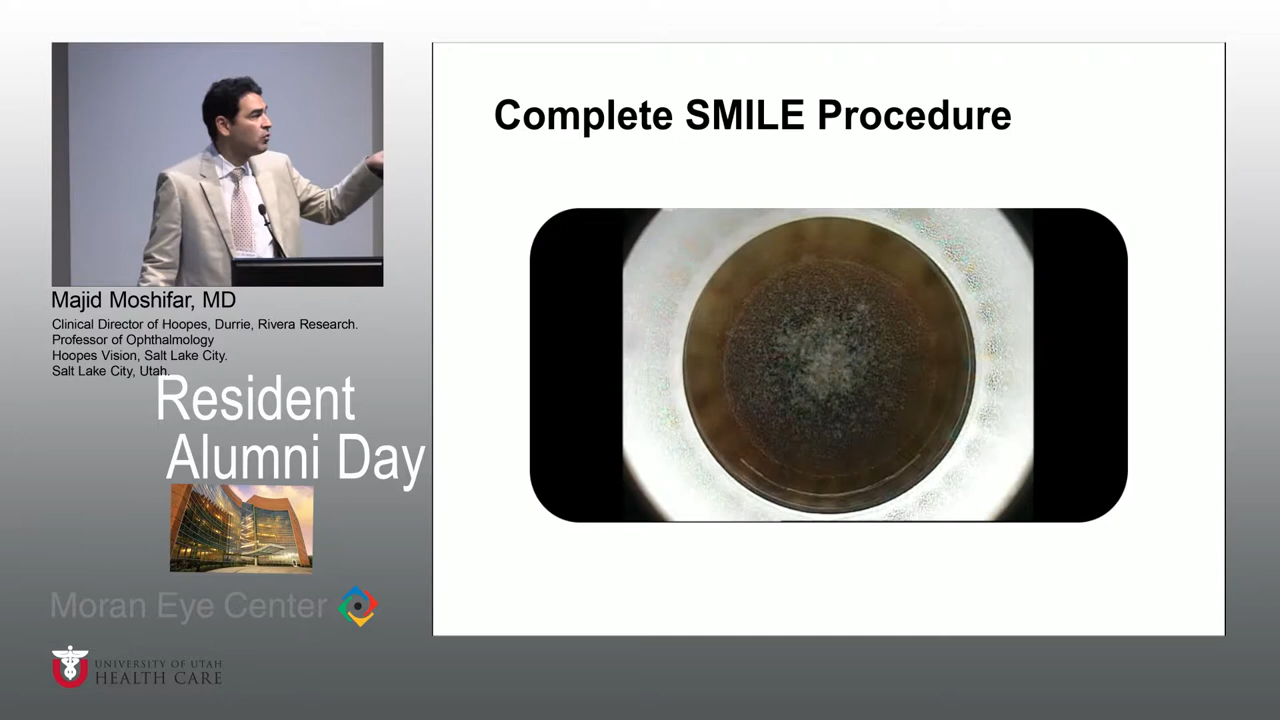 Complete SMILE Procedure
Majid Moshifar, MD
Clinical Director of Hoopes, Durrie, Rivera Research.
Professor of Ophthalmology
Hoopes Vision, Salt Lake City.
Salt Lake City, Utah.
Resident
Alumni Day
Moran Eye Center
UNIVERSITY OF UTAH
HEALTH CARE